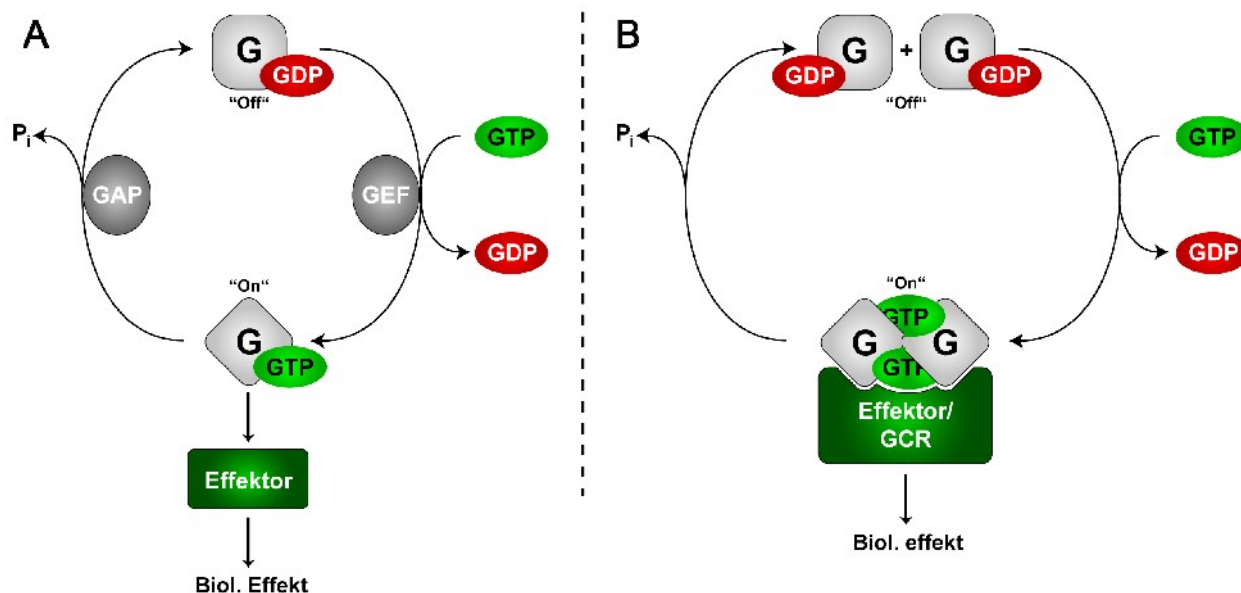 A
G
GDP
"Off"
Pi
GTP
GAP
GEF
GDP
"On"
G
GTP
Effektor
Biol. Effekt
B
G + G
GDP GDP
"Off"
Pi
GTP
GDP
"On"
GTP
G G
GTP
Effektor/
GCR
Biol. effekt